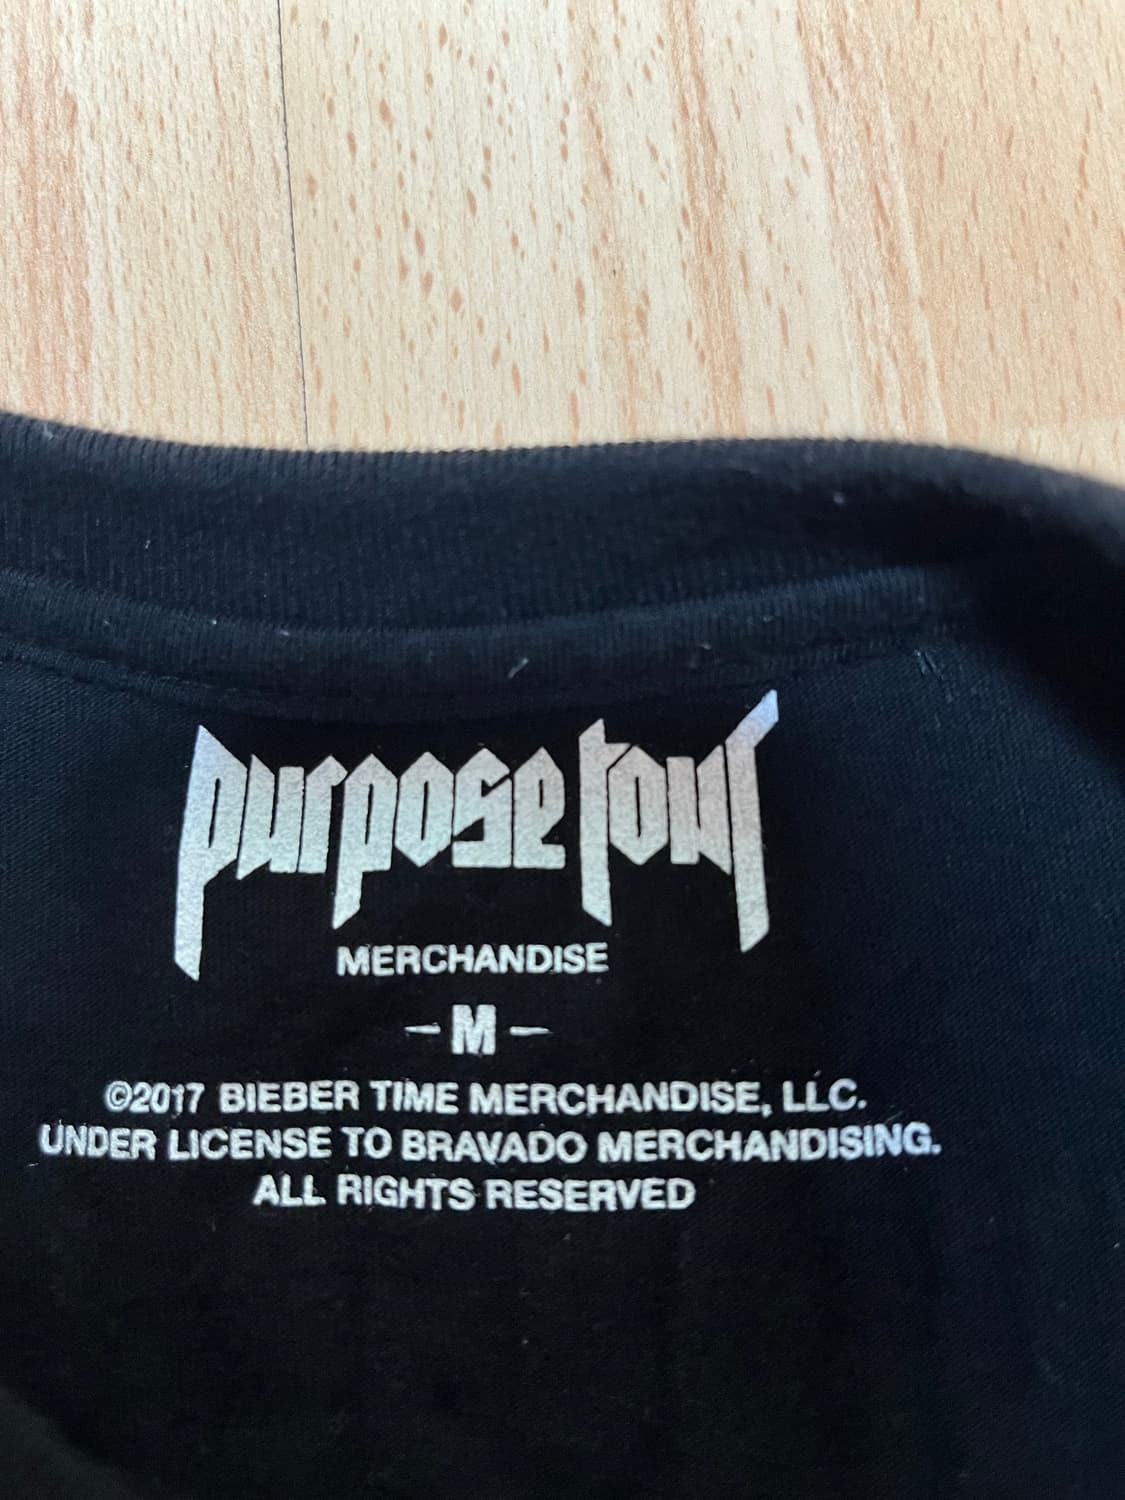 purpose tour
MERCHANDISE
- M -
©2017 BIEBER TIME MERCHANDISE, LLC.
UNDER LICENSE TO BRAVADO MERCHANDISING.
ALL RIGHTS RESERVED